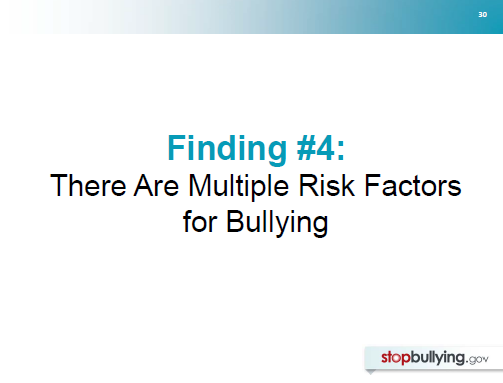 30
Finding #4:
There Are Multiple Risk Factors
for Bullying
stopbullying.gov